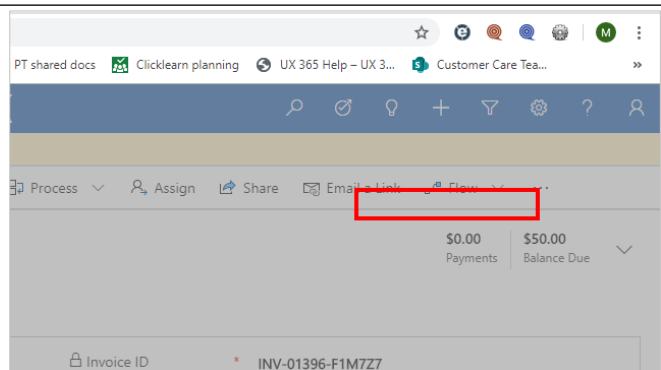 M
PT shared docs Clicklearn planning UX 365 Help – UX 3... Customer Care Tea... »
Process Assign Share Email a Link Flow ...
$0.00 $50.00
Payments Balance Due
Invoice ID * INV-01396-F1M7Z7